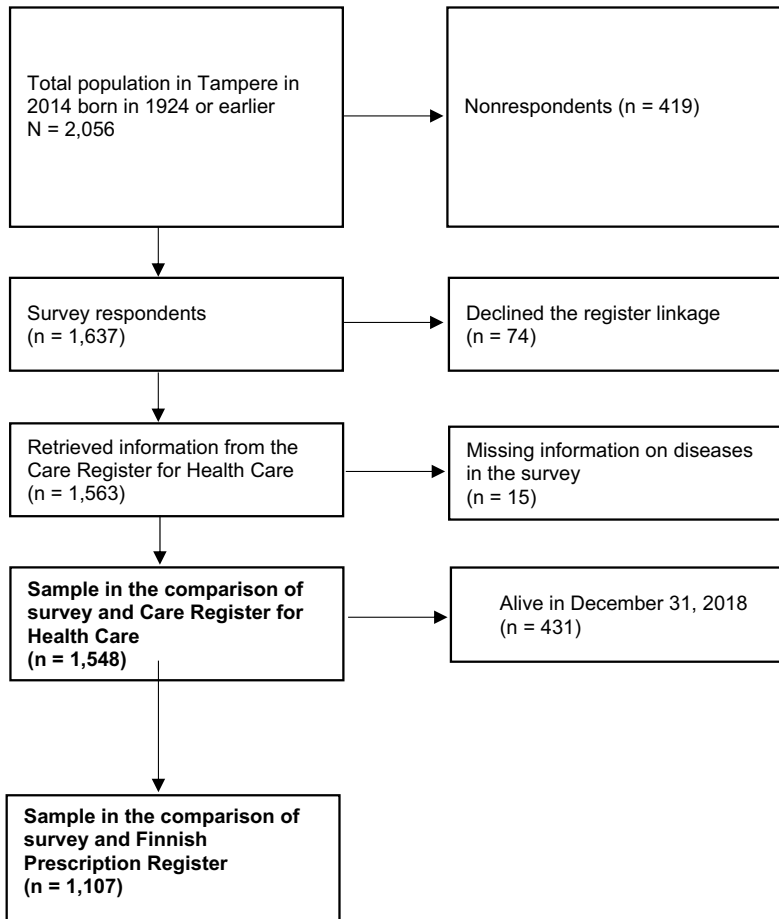 Total population in Tampere in
2014 born in 1924 or earlier
N = 2,056
Nonrespondents (n = 419)
Survey respondents
(n = 1,637)
Declined the register linkage
(n = 74)
Retrieved information from the
Care Register for Health Care
(n = 1,563)
Missing information on diseases
in the survey
(n = 15)
Sample in the comparison of
survey and Care Register for
Health Care
(n = 1,548)
Alive in December 31, 2018
(n = 431)
Sample in the comparison of
survey and Finnish
Prescription Register
(n = 1,107)